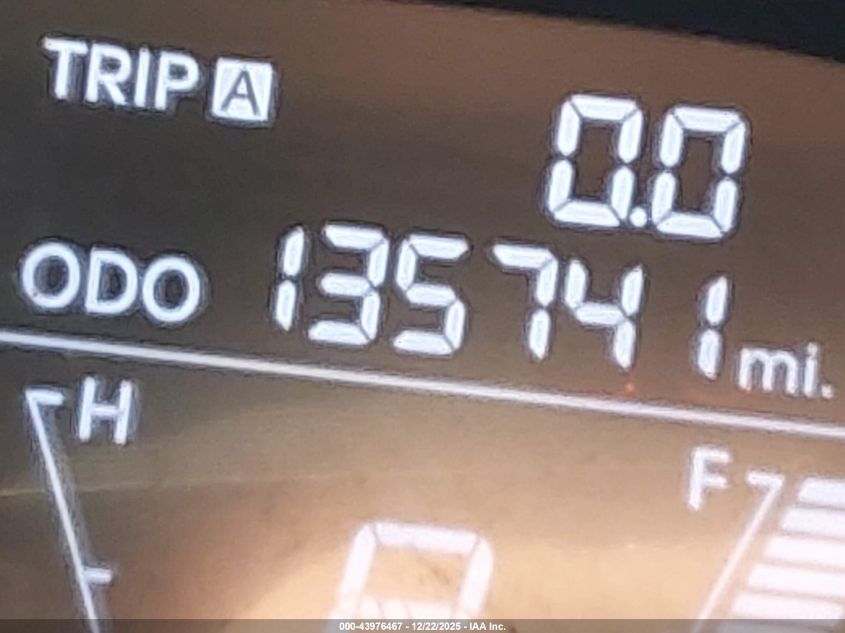 TRIP A
0.0
ODO 135741 mi.
H
F
000-43976467 - 12/22/2025 - IAA Inc.